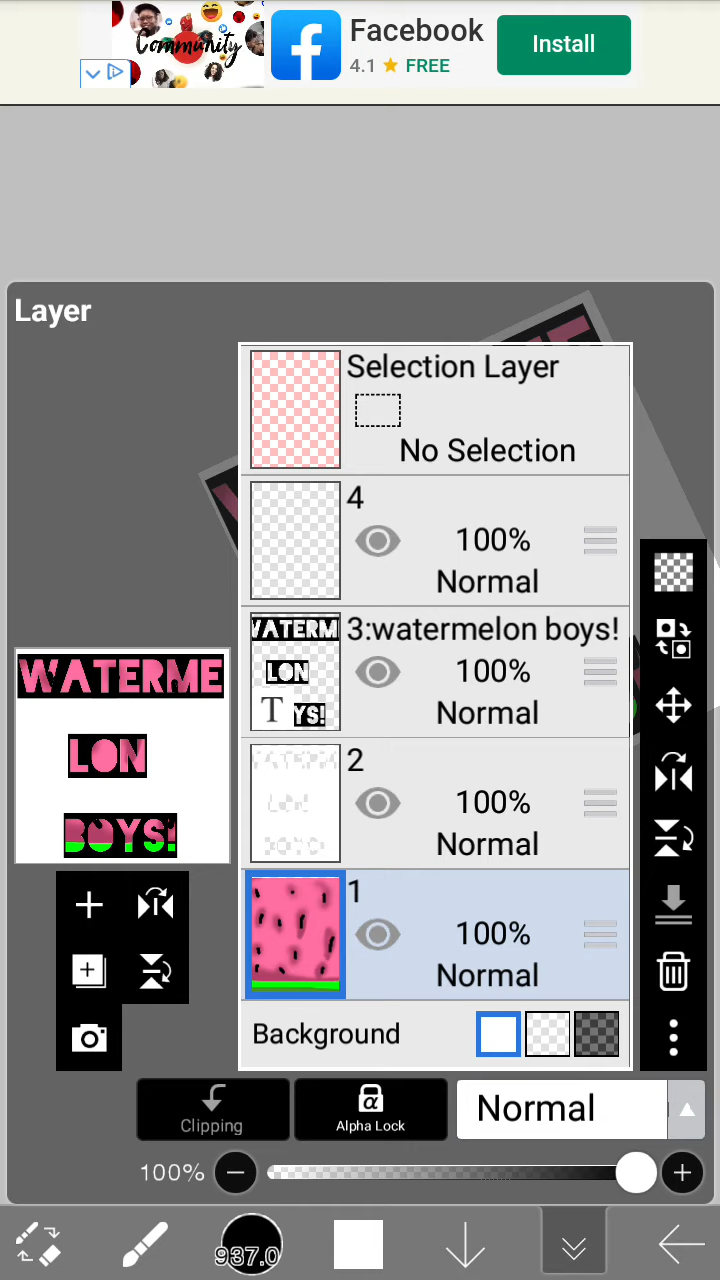 Community
Facebook
4.1 ★ FREE
Install
Layer
Selection Layer
No Selection
4
100%
Normal
WATERM
LON
T YS!
3:watermelon boys!
100%
Normal
2
100%
Normal
1
100%
Normal
WATERME
LON
BOYS!
Background
Clipping
α
Alpha Lock
Normal
100%
937.0